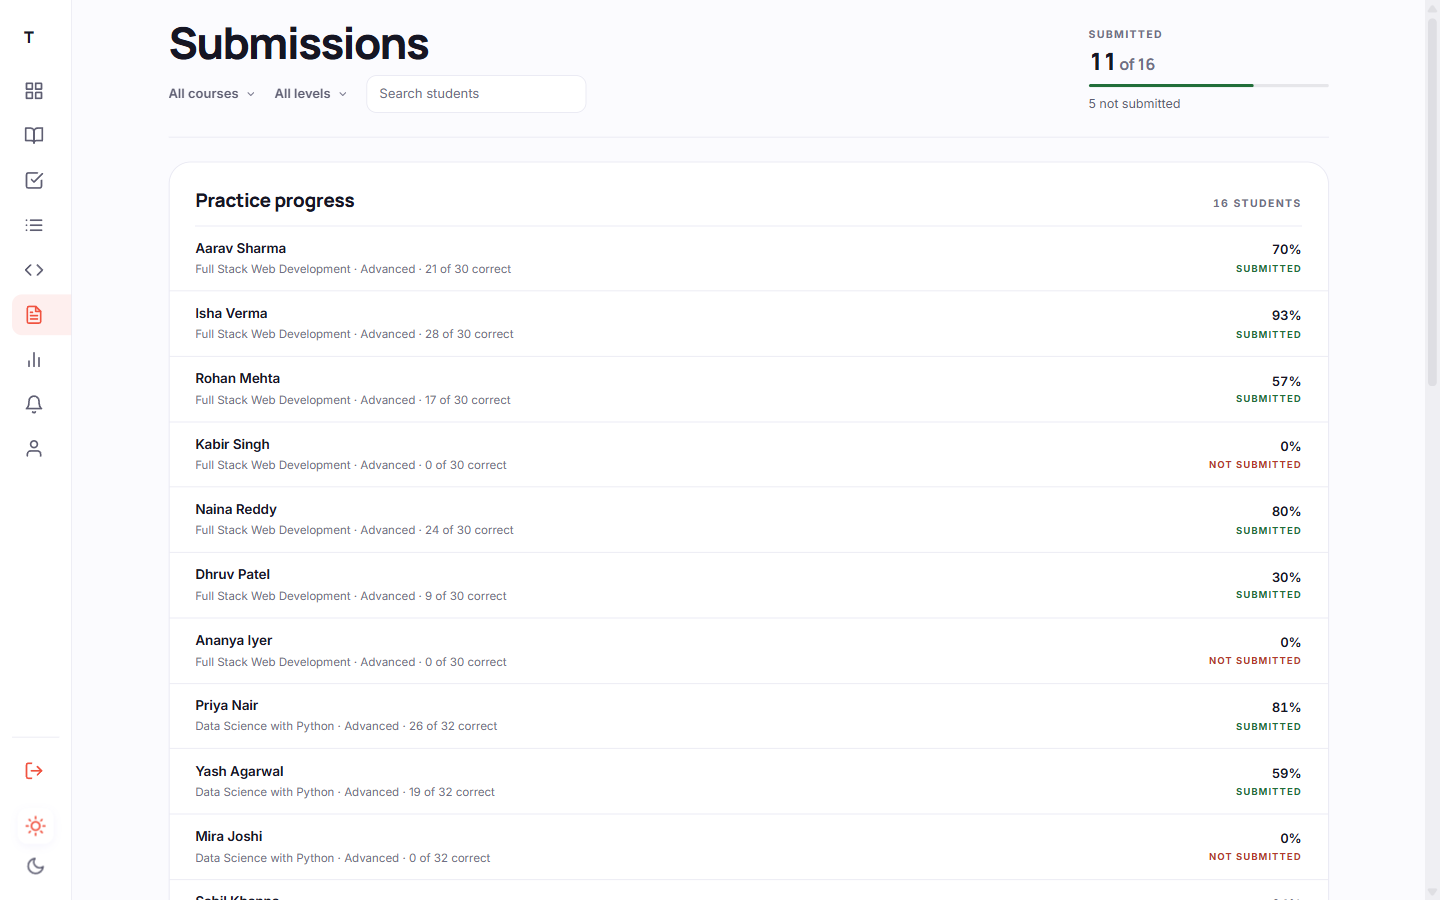 T
Submissions
All courses
All levels
Search students
SUBMITTED
11 of 16
5 not submitted
Practice progress
16 STUDENTS
Aarav Sharma
70%
Full Stack Web Development · Advanced · 21 of 30 correct
SUBMITTED
Isha Verma
93%
Full Stack Web Development · Advanced · 28 of 30 correct
SUBMITTED
Rohan Mehta
57%
Full Stack Web Development · Advanced · 17 of 30 correct
SUBMITTED
Kabir Singh
0%
Full Stack Web Development · Advanced · 0 of 30 correct
NOT SUBMITTED
Naina Reddy
80%
Full Stack Web Development · Advanced · 24 of 30 correct
SUBMITTED
Dhruv Patel
30%
Full Stack Web Development · Advanced · 9 of 30 correct
SUBMITTED
Ananya Iyer
0%
Full Stack Web Development · Advanced · 0 of 30 correct
NOT SUBMITTED
Priya Nair
81%
Data Science with Python · Advanced · 26 of 32 correct
SUBMITTED
Yash Agarwal
59%
Data Science with Python · Advanced · 19 of 32 correct
SUBMITTED
Mira Joshi
0%
Data Science with Python · Advanced · 0 of 32 correct
NOT SUBMITTED